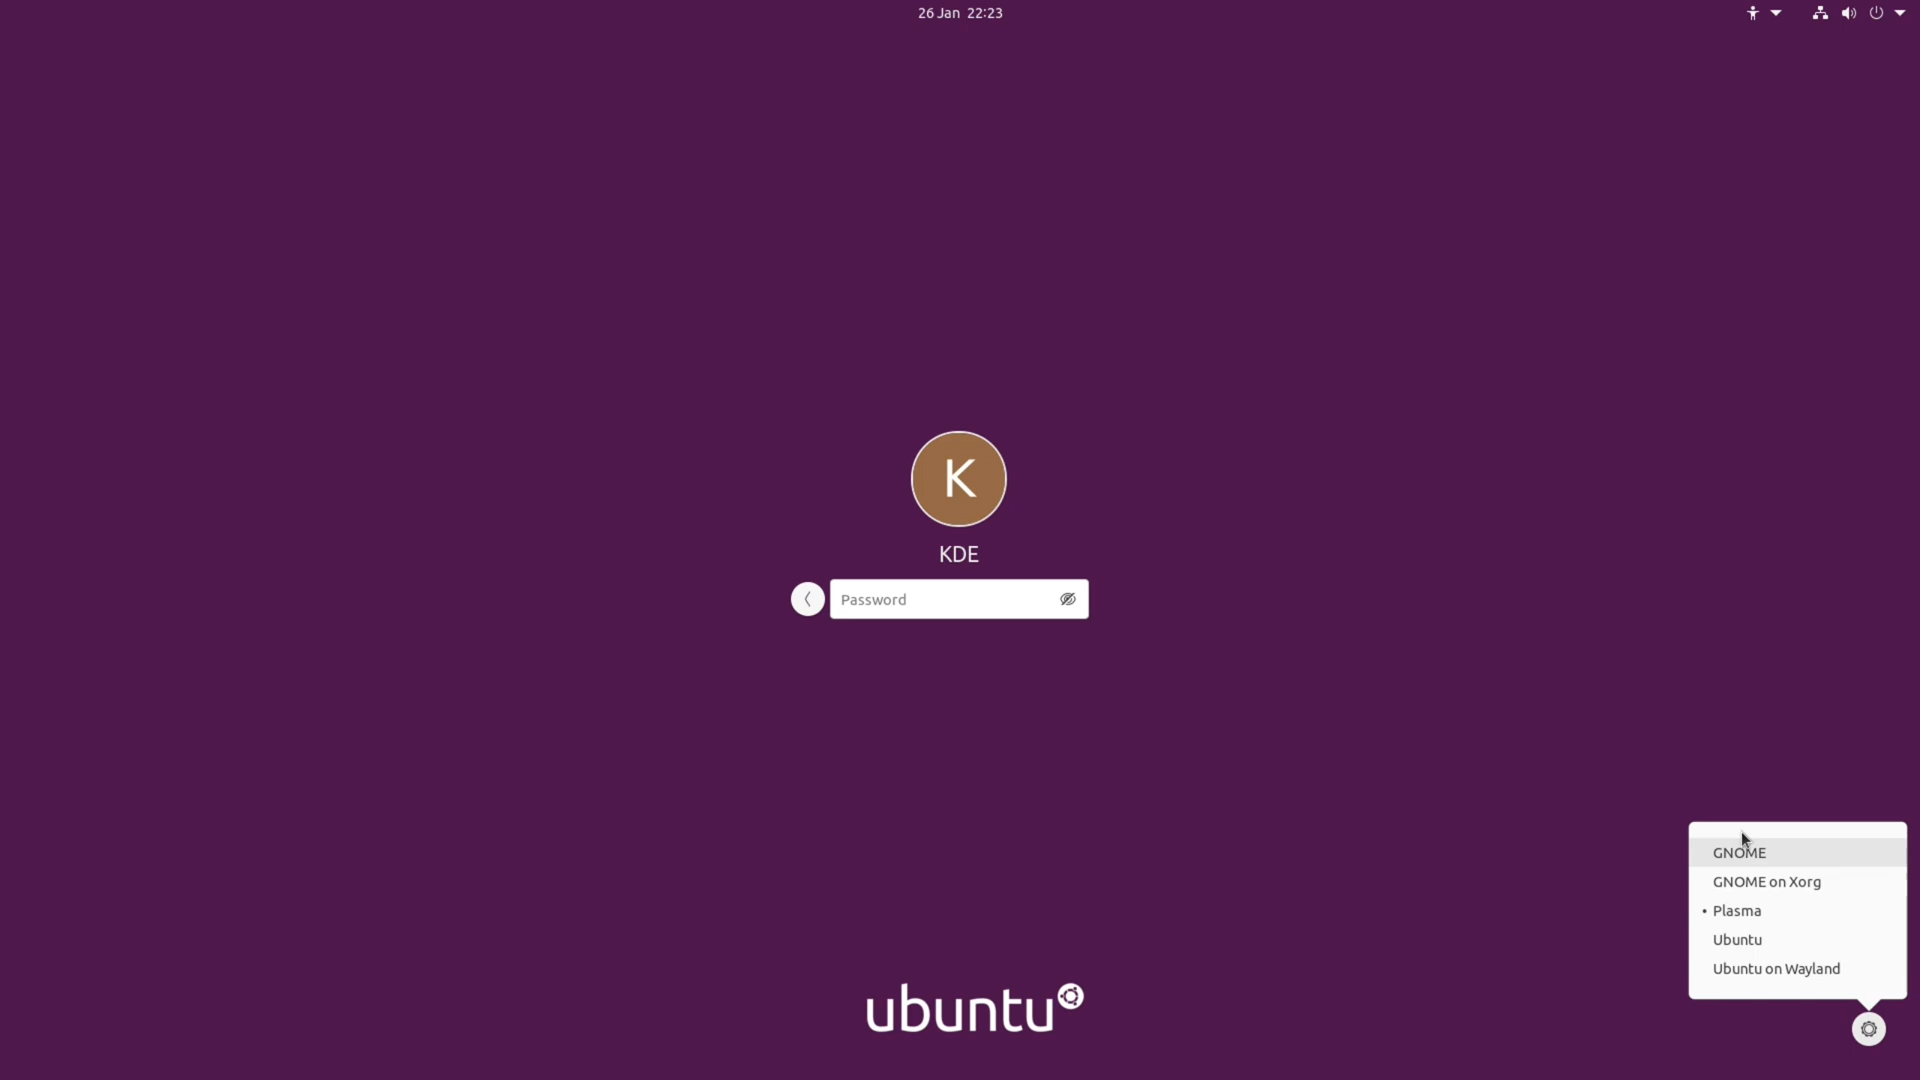 26 Jan 22:23
K
KDE
Password
GNOME
GNOME on Xorg
• Plasma
Ubuntu
Ubuntu on Wayland
ubuntu